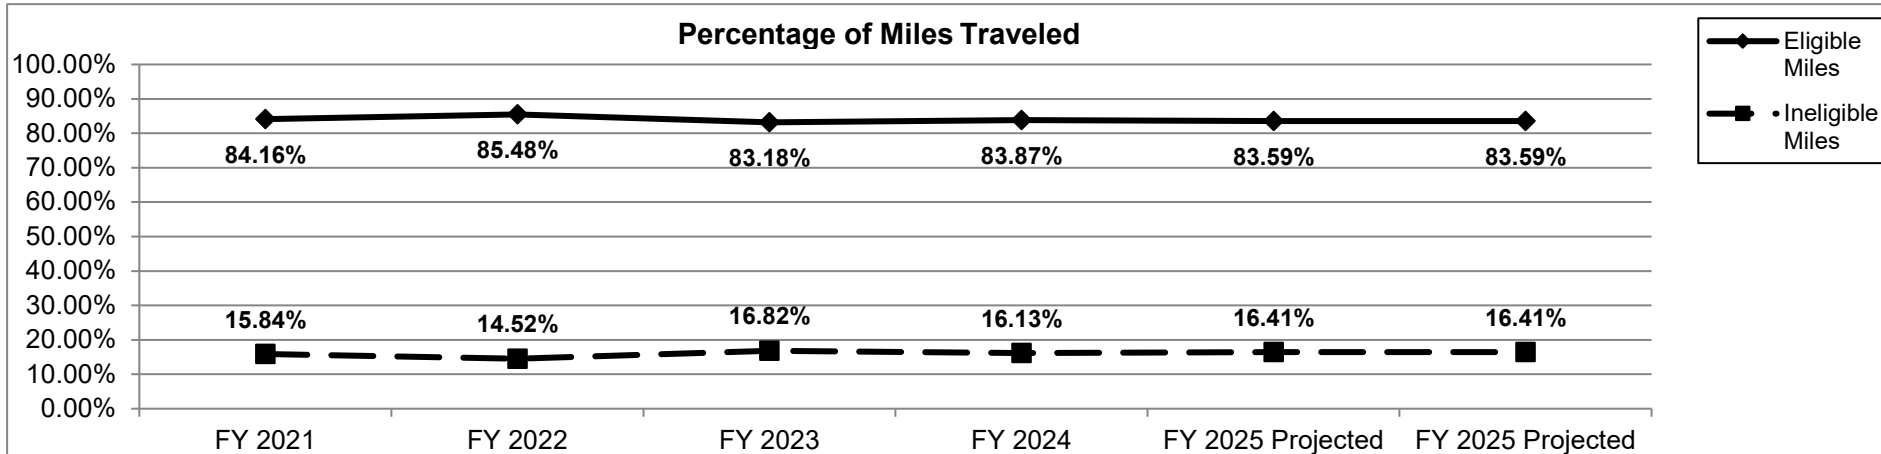 Percentage of Miles Traveled
Eligible
Miles
Ineligible
Miles
100.00%
90.00%
80.00%
70.00%
60.00%
50.00%
40.00%
30.00%
20.00%
10.00%
0.00%
84.16% 85.48% 83.18% 83.87% 83.59% 83.59%
15.84% 14.52% 16.82% 16.13% 16.41% 16.41%
FY 2021 FY 2022 FY 2023 FY 2024 FY 2025 Projected FY 2025 Projected